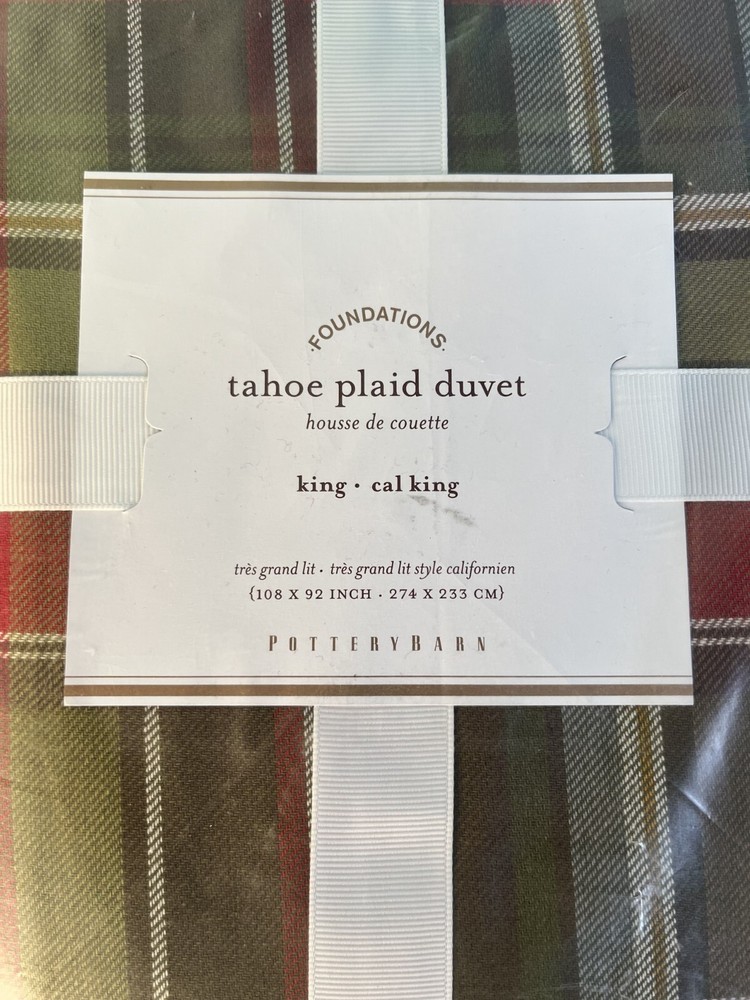 ·FOUNDATIONS·
tahoe plaid duvet
housse de couette
king · cal king
très grand lit · très grand lit style californien
{108 X 92 INCH · 274 X 233 CM}
POTTERYBARN